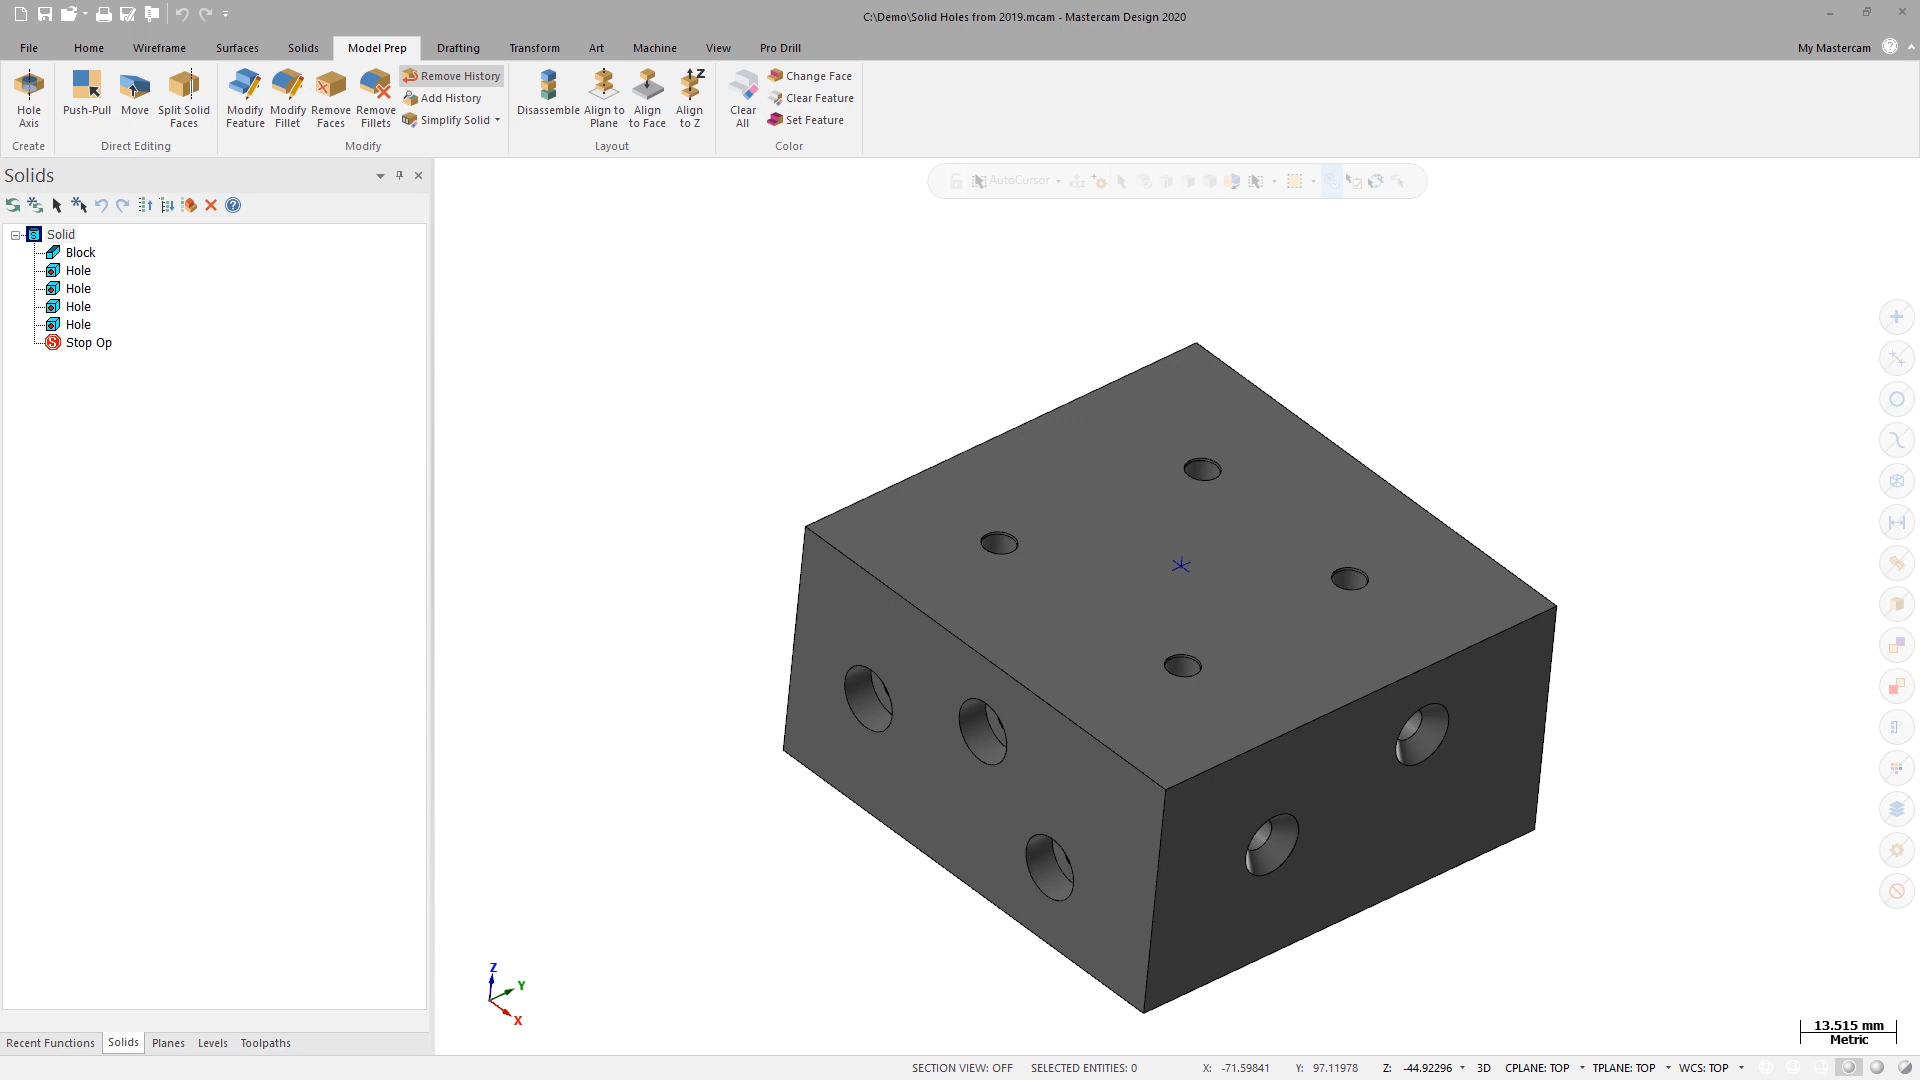 C:\Demo\Solid Holes from 2019.mcam - Mastercam Design 2020
File Home Wireframe Surfaces Solids Model Prep Drafting Transform Art Machine View Pro Drill My Mastercam
Hole Axis
Create
Push-Pull Move Split Solid Faces
Direct Editing
Modify Feature Modify Fillet Remove Faces Remove Fillets
Remove History
Add History
Simplify Solid
Modify
Disassemble Align to Plane Align to Face Align to Z
Layout
Clear All
Change Face
Clear Feature
Set Feature
Color
Solids
AutoCursor
Solid
Block
Hole
Hole
Hole
Hole
Stop Op
Z
Y
X
13.515 mm
Metric
Recent Functions Solids Planes Levels Toolpaths
SECTION VIEW: OFF SELECTED ENTITIES: 0 X: -71.59841 Y: 97.11978 Z: -44.92296 3D CPLANE: TOP TPLANE: TOP WCS: TOP